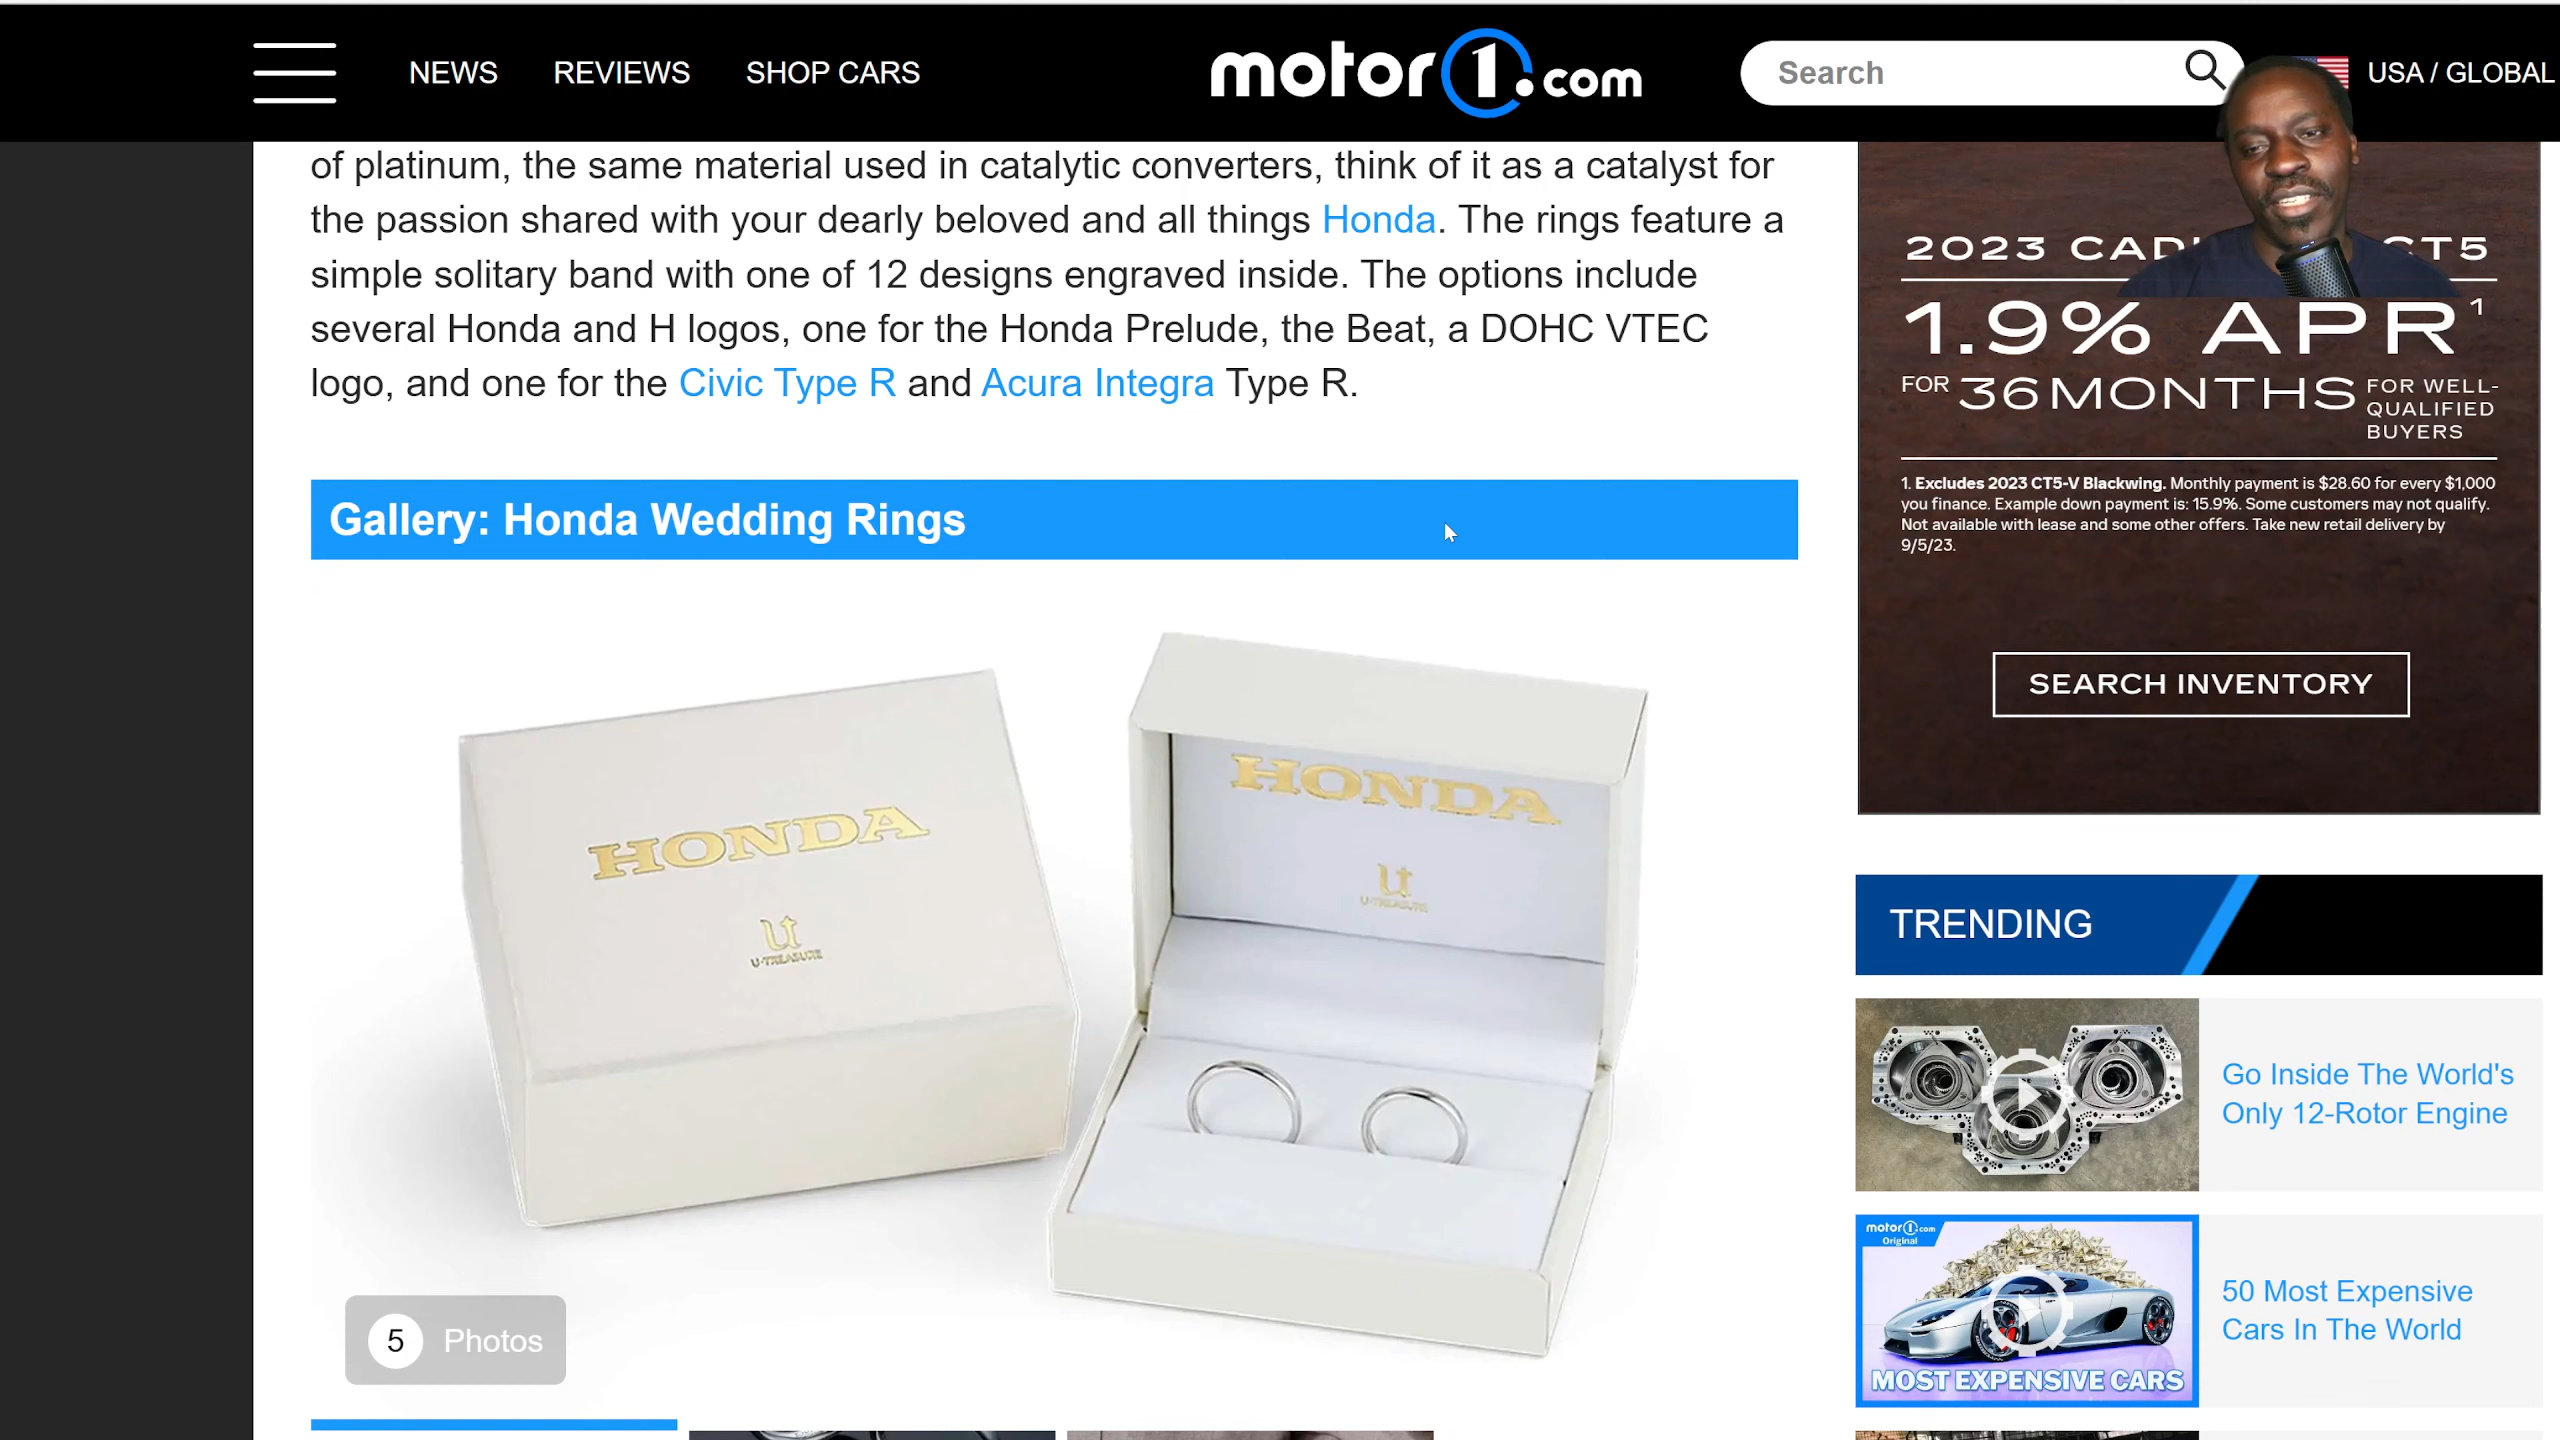 NEWS REVIEWS SHOP CARS motor1.com Search USA / GLOBAL
of platinum, the same material used in catalytic converters, think of it as a catalyst for
the passion shared with your dearly beloved and all things Honda. The rings feature a
simple solitary band with one of 12 designs engraved inside. The options include
several Honda and H logos, one for the Honda Prelude, the Beat, a DOHC VTEC
logo, and one for the Civic Type R and Acura Integra Type R.
Gallery: Honda Wedding Rings
HONDA
U-TREASURE
HONDA
U-TREASURE
5 Photos
2023 CT5
1.9% APR1
FOR 36 MONTHS FOR WELL-
QUALIFIED
BUYERS
1. Excludes 2023 CT5-V Blackwing. Monthly payment is $28.60 for every $1,000
you finance. Example down payment is: 15.9%. Some customers may not qualify.
Not available with lease and some other offers. Take new retail delivery by
9/5/23.
SEARCH INVENTORY
TRENDING
Go Inside The World's
Only 12-Rotor Engine
motor1.com
Original
MOST EXPENSIVE CARS
50 Most Expensive
Cars In The World